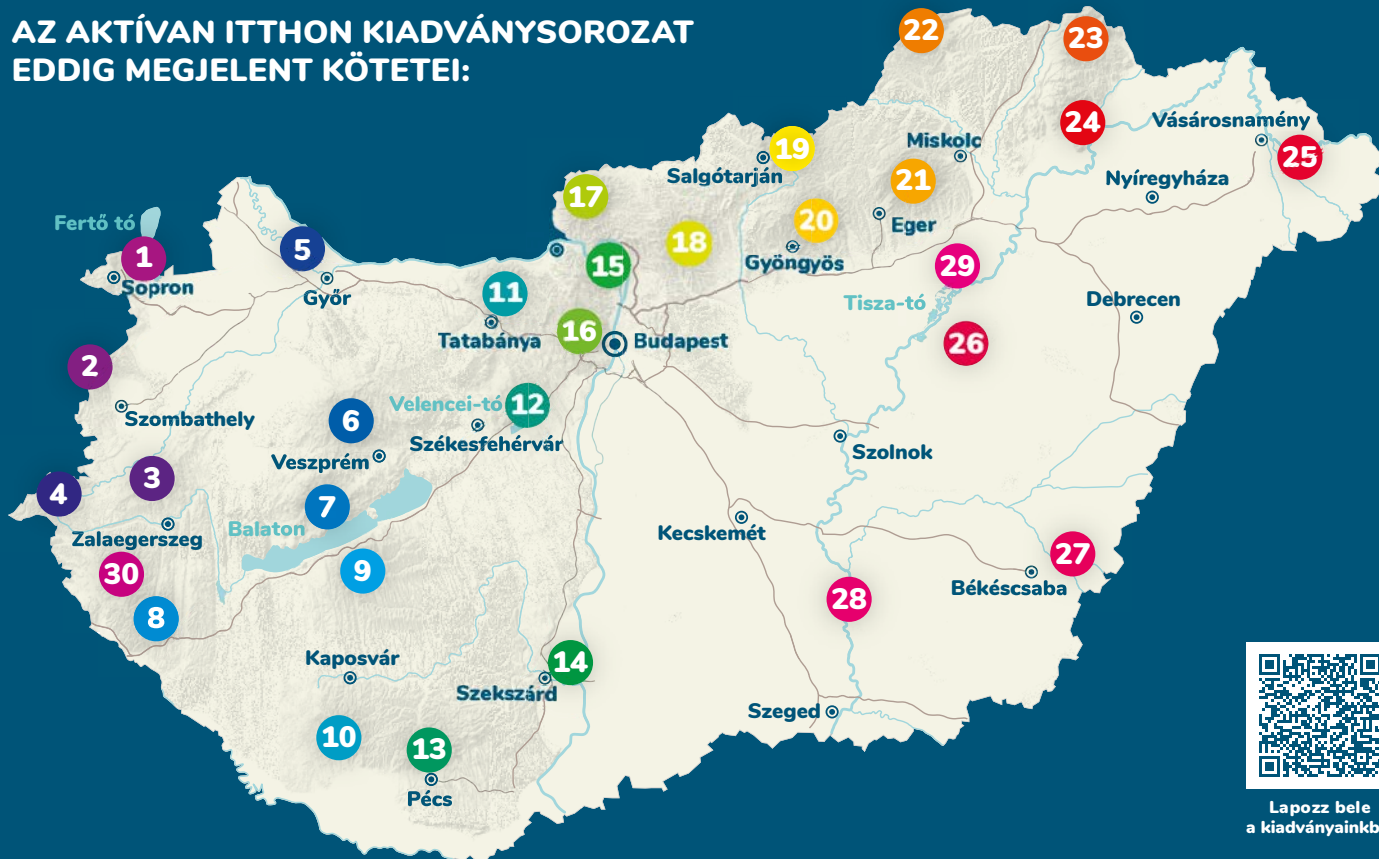 AZ AKTÍVAN ITTHON KIADVÁNYSOROZAT
EDDIG MEGJELENT KÖTETEI:
22
23
24
Vásárosnamény
25
19
Miskolc
Salgótarján
21
Nyíregyháza
17
20
Eger
Fertő tó
18
Gyöngyös
5
1
15
29
Sopron
Győr
11
Tisza-tó
Debrecen
16
Tatabánya
Budapest
26
2
Velencei-tó
12
Szombathely
6
Székesfehérvár
Veszprém
Szolnok
3
4
7
Balaton
Zalaegerszeg
Kecskemét
27
30
9
Békéscsaba
28
8
Kaposvár
14
Szekszárd
Szeged
10
13
Pécs
Lapozz bele
a kiadványainkb